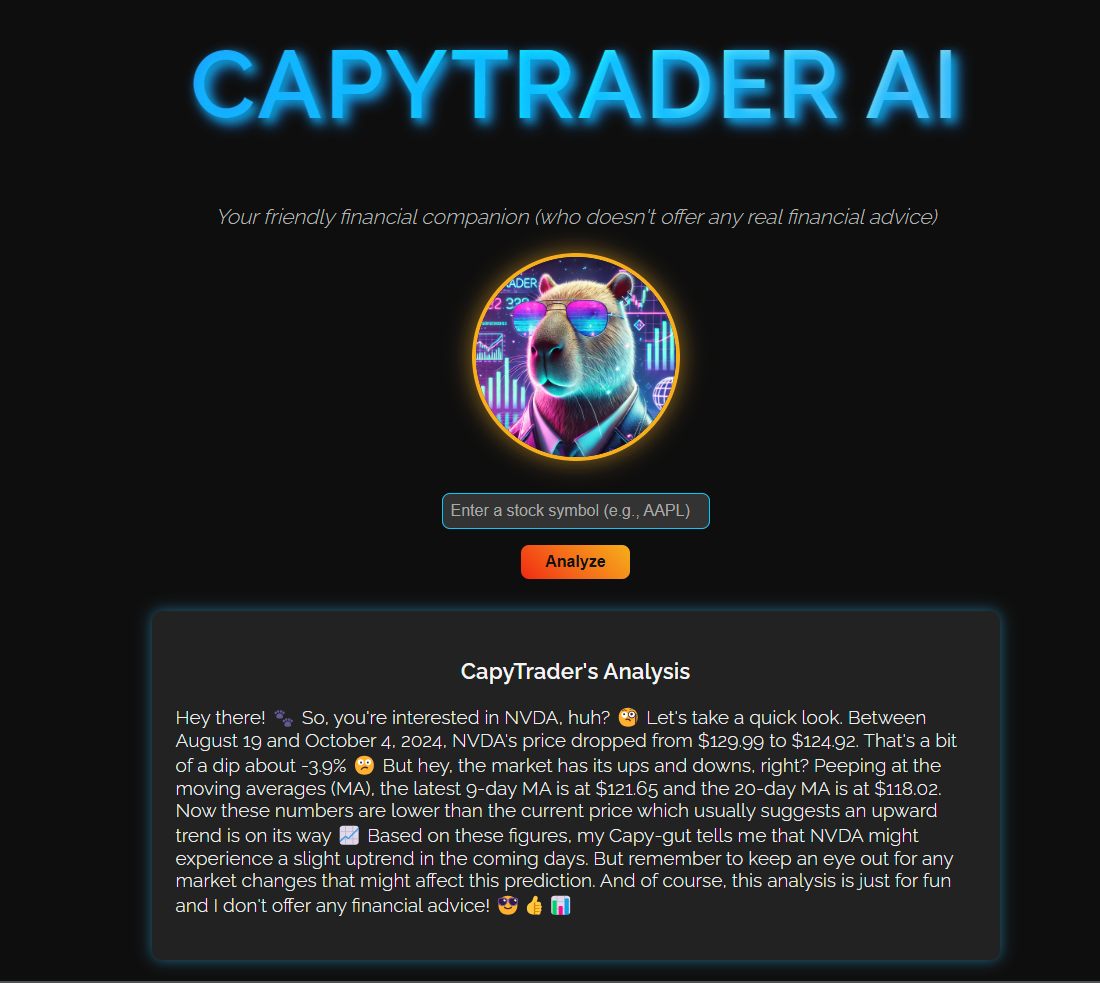 CAPYTRADER AI
Your friendly financial companion (who doesn't offer any real financial advice)
Enter a stock symbol (e.g., AAPL)
Analyze
CapyTrader's Analysis
Hey there! 🐾 So, you're interested in NVDA, huh? 🧐 Let's take a quick look. Between
August 19 and October 4, 2024, NVDA's price dropped from $129.99 to $124.92. That's a bit
of a dip about -3.9% 😟 But hey, the market has its ups and downs, right? Peeping at the
moving averages (MA), the latest 9-day MA is at $121.65 and the 20-day MA is at $118.02.
Now these numbers are lower than the current price which usually suggests an upward
trend is on its way 📈 Based on these figures, my Capy-gut tells me that NVDA might
experience a slight uptrend in the coming days. But remember to keep an eye out for any
market changes that might affect this prediction. And of course, this analysis is just for fun
and I don't offer any financial advice! 😎 👍 📊